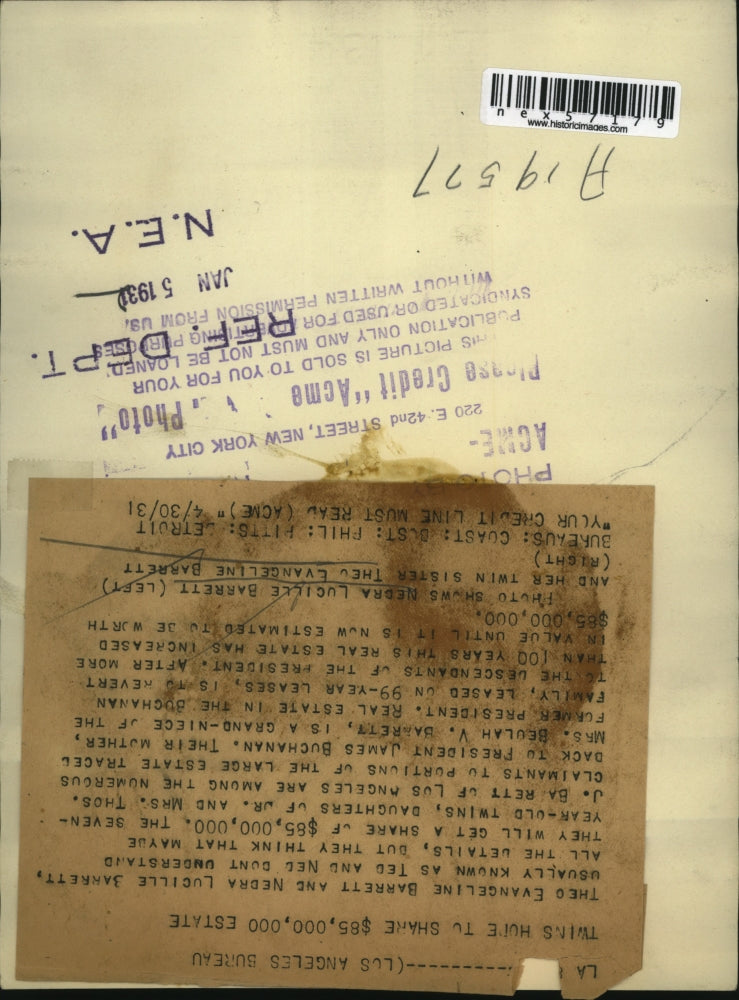 nex57179
www.historicimages.com
LA
----------(LOS ANGELES BUREAU
TWINS HOPE TO SHARE $85,000,000 ESTATE
THEO EVANGELINE BARRETT AND NEDRA LUCILLE BARRETT,
USUALLY KNOWN AS TED AND NED DONT UNDERSTAND
ALL THE DETAILS, BUT THEY THINK THAT MAYBE
THEY WILL GET A SHARE OF $85,000,000. THE SEVEN-
YEAR-OLD TWINS, DAUGHTERS OF DR. AND MRS. THOS.
J. BARRETT OF LOS ANGELES ARE AMONG THE NUMEROUS
CLAIMANTS TO PORTIONS OF THE LARGE ESTATE TRACED
BACK TO PRESIDENT JAMES BUCHANAN. THEIR MOTHER,
MRS. BEULAH V. BARRETT, IS A GRAND-NIECE OF THE
FORMER PRESIDENT. REAL ESTATE IN THE BUCHANAN
FAMILY, LEASED ON 99-YEAR LEASES, IS TO REVERT
TO THE DESCENDANTS OF THE PRESIDENT. AFTER MORE
THAN 100 YEARS THIS REAL ESTATE HAS INCREASED
IN VALUE UNTIL IT IS NOW ESTIMATED TO BE WORTH
$85,000,000.
PHOTO SHOWS NEDRA LUCILLE BARRETT (LEFT)
AND HER TWIN SISTER THEO EVANGELINE BARRETT
(RIGHT)
BUREAUS: COAST: DIST: PHIL: PITTS: DETROIT
"YOUR CREDIT LINE MUST READ (ACME)" 4/30/31
PHOTO
ACME-
220 E. 42nd STREET, NEW YORK CITY
Please Credit "Acme Photo"
THIS PICTURE IS SOLD TO YOU FOR YOUR
PUBLICATION ONLY AND MUST NOT BE LOANED,
SYNDICATED OR USED FOR ADVERTISING PURPOSES
WITHOUT WRITTEN PERMISSION FROM US.
REF. DEPT.
JAN 5 1932
N.E.A.
A19577